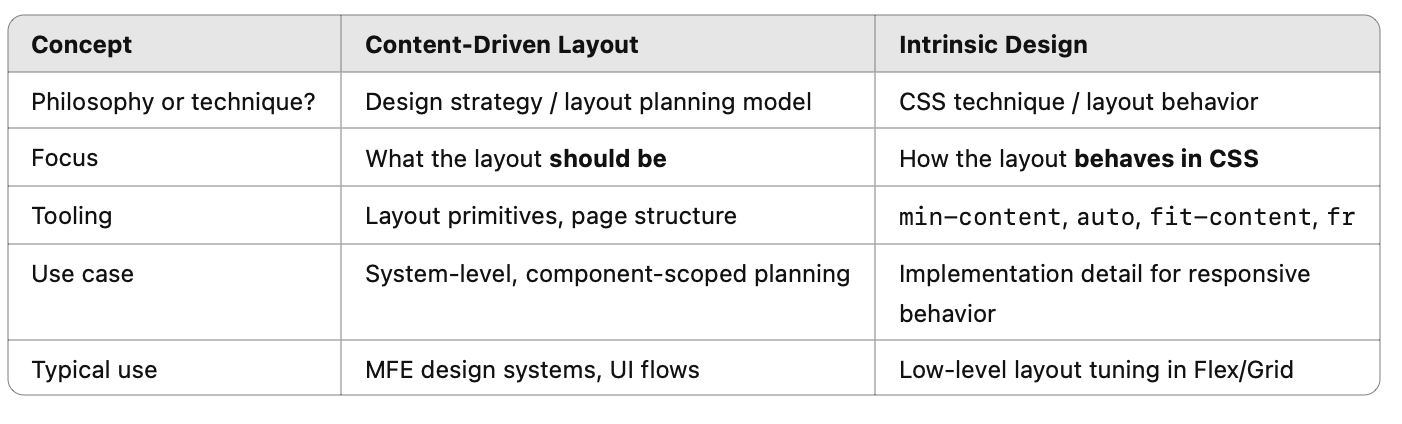 Concept Content-Driven Layout Intrinsic Design
Philosophy or technique? Design strategy / layout planning model CSS technique / layout behavior
Focus What the layout should be How the layout behaves in CSS
Tooling Layout primitives, page structure min-content, auto, fit-content, fr
Use case System-level, component-scoped planning Implementation detail for responsive
behavior
Typical use MFE design systems, UI flows Low-level layout tuning in Flex/Grid